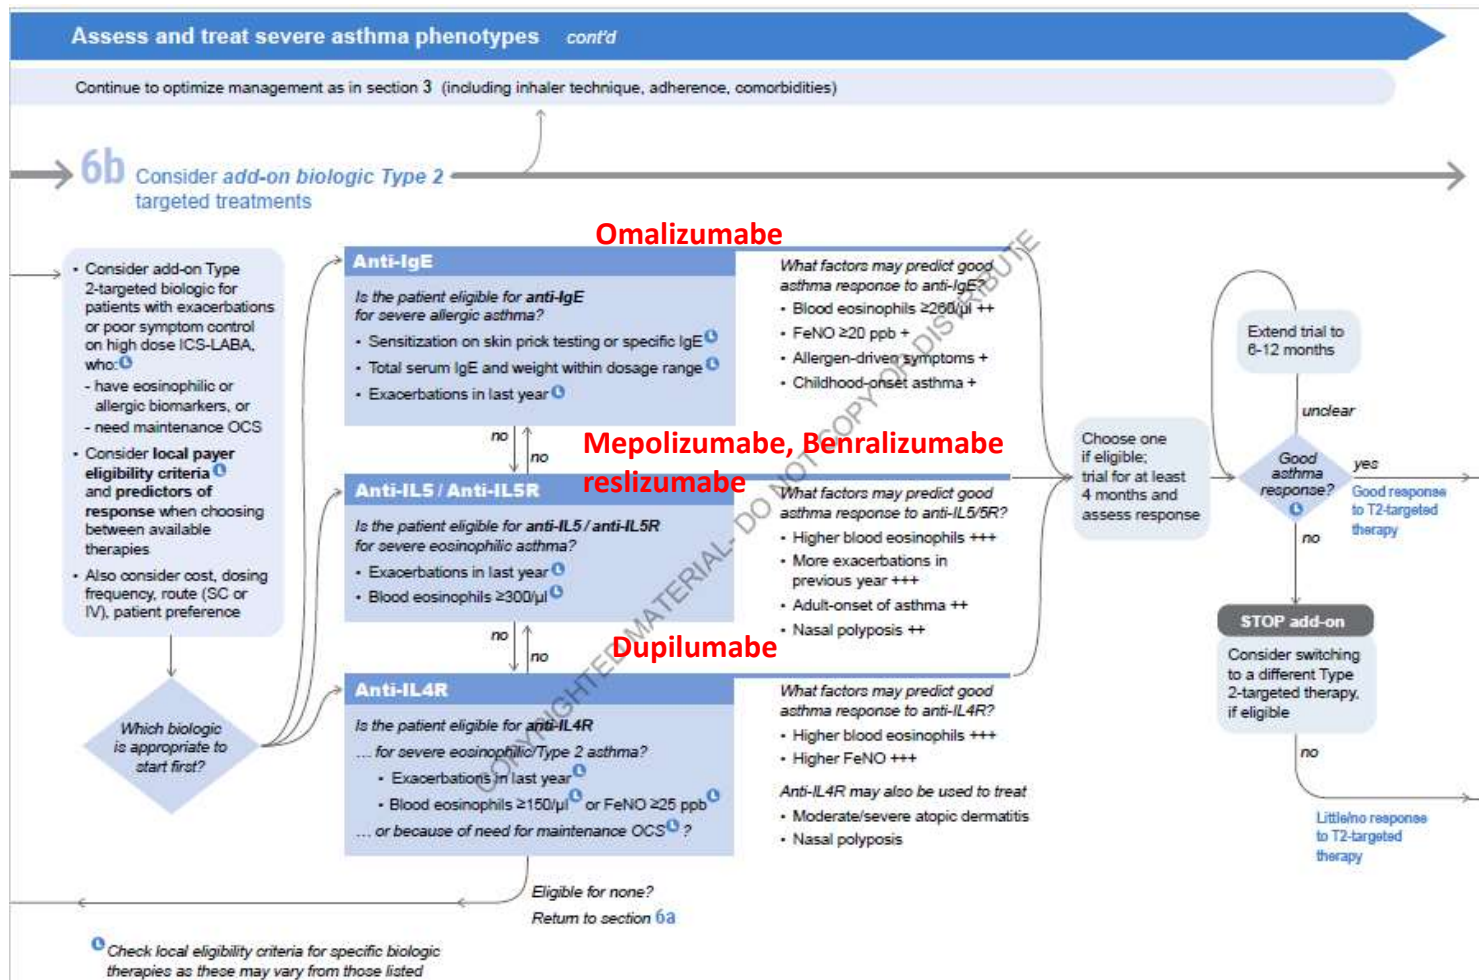 Assess and treat severe asthma phenotypes cont'd
Continue to optimize management as in section 3 (including inhaler technique, adherence, comorbidities)
6b Consider add-on biologic Type 2
targeted treatments
• Consider add-on Type
2-targeted biologic for
patients with exacerbations
or poor symptom control
on high dose ICS-LABA,
who:
- have eosinophilic or
allergic biomarkers, or
- need maintenance OCS
• Consider local payer
eligibility criteria
and predictors of
response when choosing
between available
therapies
• Also consider cost, dosing
frequency, route (SC or
IV), patient preference
Which biologic
is appropriate to
start first?
Omalizumabe
Anti-IgE
Is the patient eligible for anti-IgE
for severe allergic asthma?
• Sensitization on skin prick testing or specific IgE
• Total serum IgE and weight within dosage range
• Exacerbations in last year
What factors may predict good
asthma response to anti-IgE?
• Blood eosinophils ≥260/µl ++
• FeNO ≥20 ppb +
• Allergen-driven symptoms +
• Childhood-onset asthma +
no
no
Mepolizumabe, Benralizumabe
reslizumabe
Anti-IL5 / Anti-IL5R
Is the patient eligible for anti-IL5 / anti-IL5R
for severe eosinophilic asthma?
• Exacerbations in last year
• Blood eosinophils ≥300/µl
What factors may predict good
asthma response to anti-IL5/5R?
• Higher blood eosinophils +++
• More exacerbations in
previous year +++
• Adult-onset of asthma ++
• Nasal polyposis ++
no
no
Dupilumabe
Anti-IL4R
Is the patient eligible for anti-IL4R
... for severe eosinophilic/Type 2 asthma?
• Exacerbations in last year
• Blood eosinophils ≥150/µl or FeNO ≥25 ppb
... or because of need for maintenance OCS ?
What factors may predict good
asthma response to anti-IL4R?
• Higher blood eosinophils +++
• Higher FeNO +++
Anti-IL4R may also be used to treat
• Moderate/severe atopic dermatitis
• Nasal polyposis
Eligible for none?
Return to section 6a
Choose one
if eligible;
trial for at least
4 months and
assess response
Extend trial to
6-12 months
unclear
Good
asthma
response?
yes
Good response
to T2-targeted
therapy
no
STOP add-on
Consider switching
to a different Type
2-targeted therapy,
if eligible
no
Little/no response
to T2-targeted
therapy
Check local eligibility criteria for specific biologic
therapies as these may vary from those listed
COPYRIGHTED MATERIAL- DO NOT COPY OR DISTRIBUTE